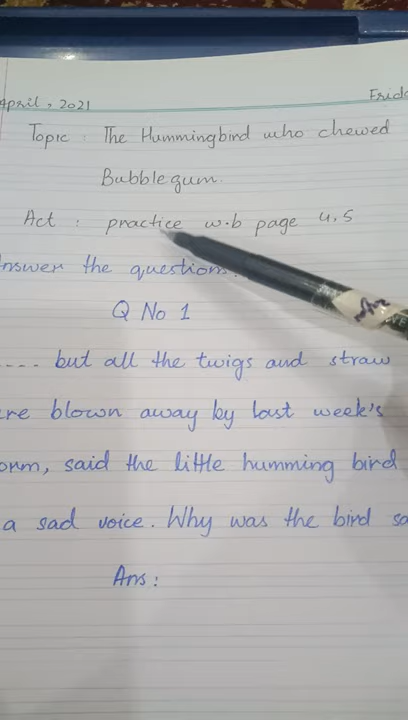 April, 2021 Frid
Topic : The Hummingbird who chewed
Bubblegum.
Act : practice w.b page 4,5
nswer the question
Q No 1
.... but all the twigs and straw
re blown away by last week's
orm, said the little humming bird
a sad voice. Why was the bird sa
Ans :